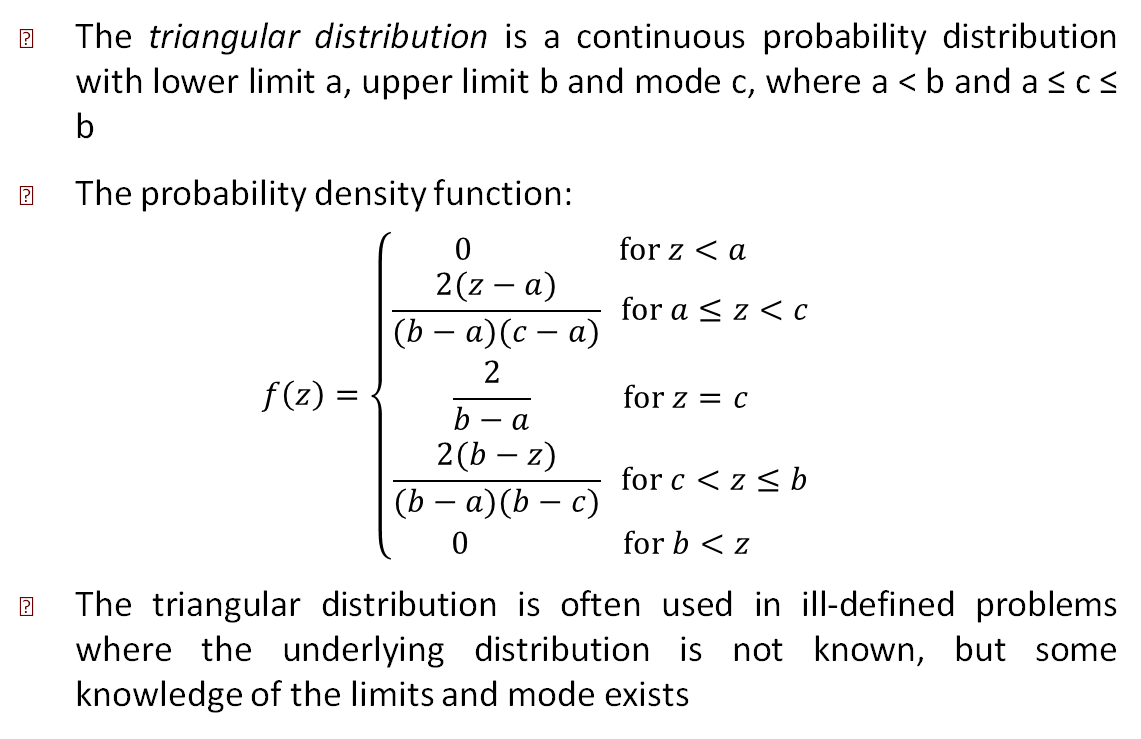 The triangular distribution is a continuous probability distribution
with lower limit a, upper limit b and mode c, where a < b and a ≤ c ≤
b
The probability density function:
0 for z < a
2(z − a)
(b − a)(c − a)
for a ≤ z < c
f(z) =
2
b − a
for z = c
2(b − z)
(b − a)(b − c)
for c < z ≤ b
0 for b < z
The triangular distribution is often used in ill-defined problems
where the underlying distribution is not known, but some
knowledge of the limits and mode exists